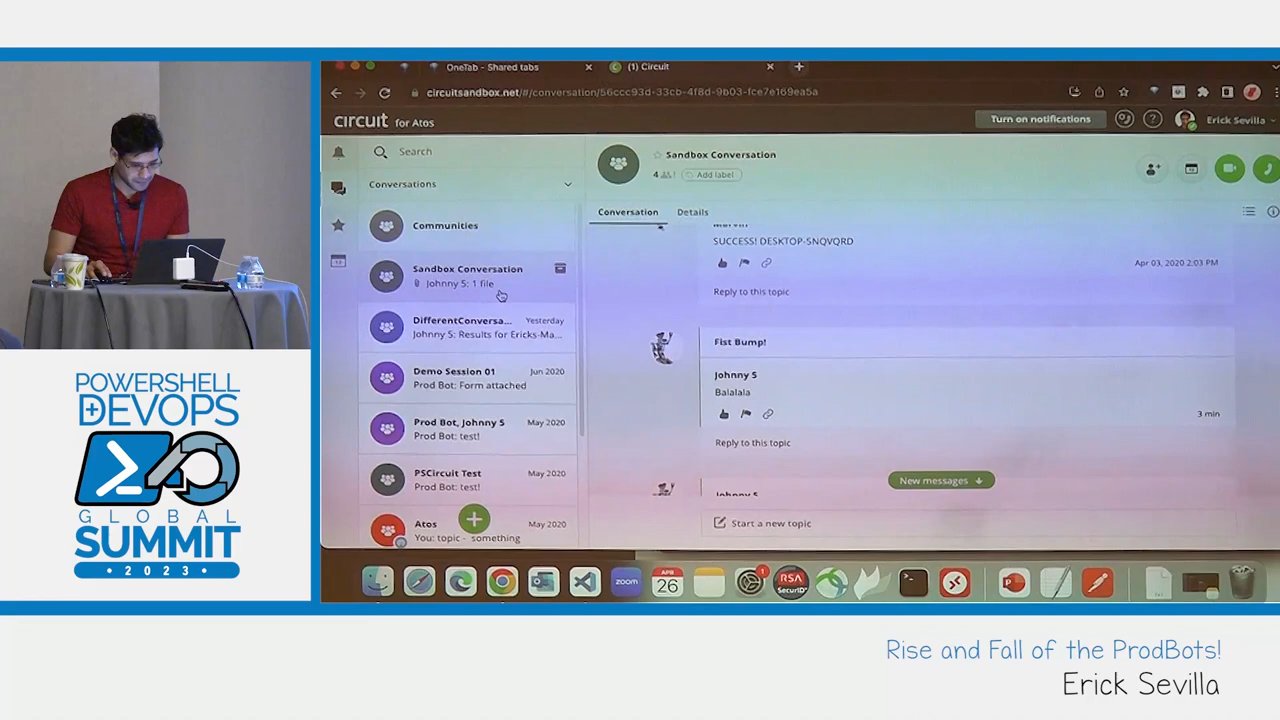 OneTab - Shared tabs
(1) Circuit
circuitsandbox.net/#/conversation/56ccc93d-33cb-4f8d-9b03-fce7e169ea5a
circuit for Atos
Turn on notifications
Erick Sevilla
Search
Conversations
Communities
Sandbox Conversation
Johnny 5: 1 file
DifferentConversa... Yesterday
Johnny 5: Results for Ericks-Ma...
Demo Session 01 Jun 2020
Prod Bot: Form attached
Prod Bot, Johnny 5 May 2020
Prod Bot: test!
PSCircuit Test May 2020
Prod Bot: test!
Atos May 2020
You: topic - something
Sandbox Conversation
4 Add label
Conversation Details
SUCCESS! DESKTOP-5NQVQRD
Apr 03, 2020 2:03 PM
Reply to this topic
Fist Bump!
Johnny 5
Balalala
3 min
Reply to this topic
New messages
Johnny 5
Start a new topic
zoom
APR
26
1
RSA
SecurID
POWERSHELL
+DEVOPS
GLOBAL
SUMMIT
• 2023 •
Rise and Fall of the ProdBots!
Erick Sevilla